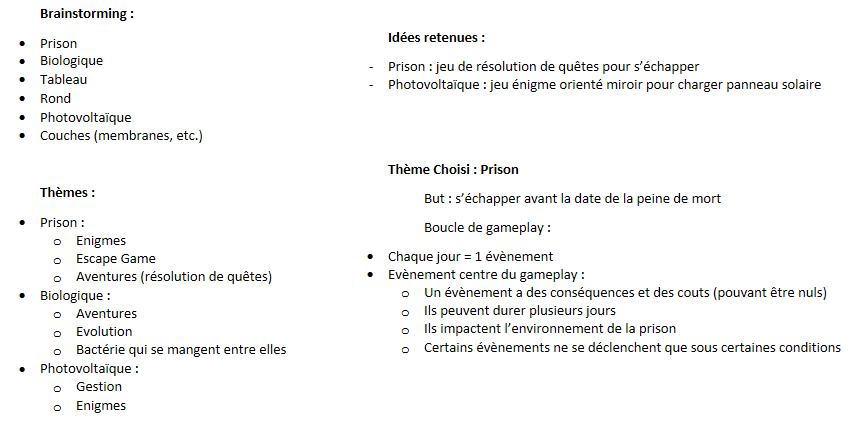 Brainstorming :
Prison
Biologique
Tableau
Rond
Photovoltaïque
Couches (membranes, etc.)
Thèmes :
Prison :
Enigmes
Escape Game
Aventures (résolution de quêtes)
Biologique :
Aventures
Evolution
Bactérie qui se mangent entre elles
Photovoltaïque :
Gestion
Enigmes
Idées retenues :
- Prison : jeu de résolution de quêtes pour s’échapper
- Photovoltaïque : jeu énigme orienté miroir pour charger panneau solaire
Thème Choisi : Prison
But : s’échapper avant la date de la peine de mort
Boucle de gameplay :
Chaque jour = 1 évènement
Evènement centre du gameplay :
Un évènement a des conséquences et des couts (pouvant être nuls)
Ils peuvent durer plusieurs jours
Ils impactent l’environnement de la prison
Certains évènements ne se déclenchent que sous certaines conditions